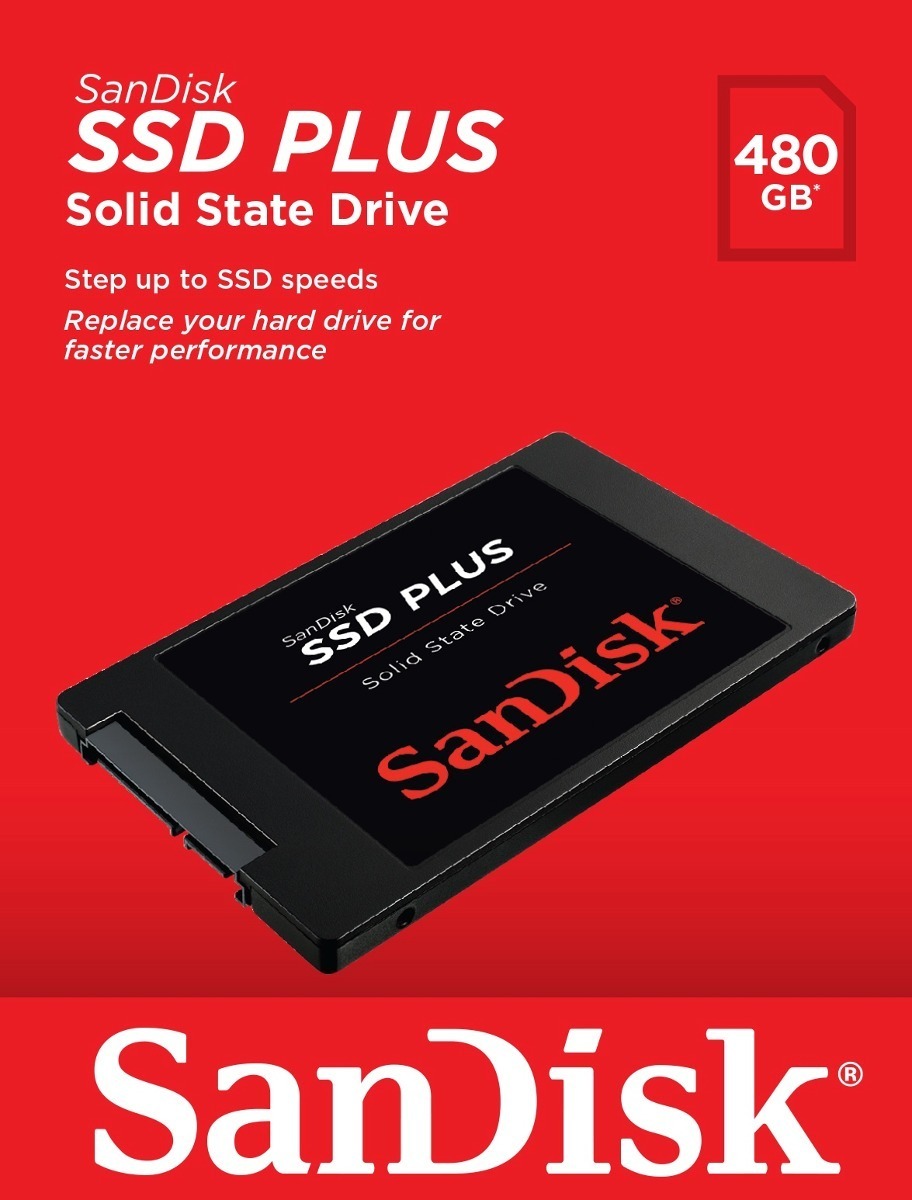 SanDisk
SSD PLUS
Solid State Drive
480
GB*
Step up to SSD speeds
Replace your hard drive for
faster performance
SanDisk
SSD PLUS
Solid State Drive
SanDisk®
SanDisk®